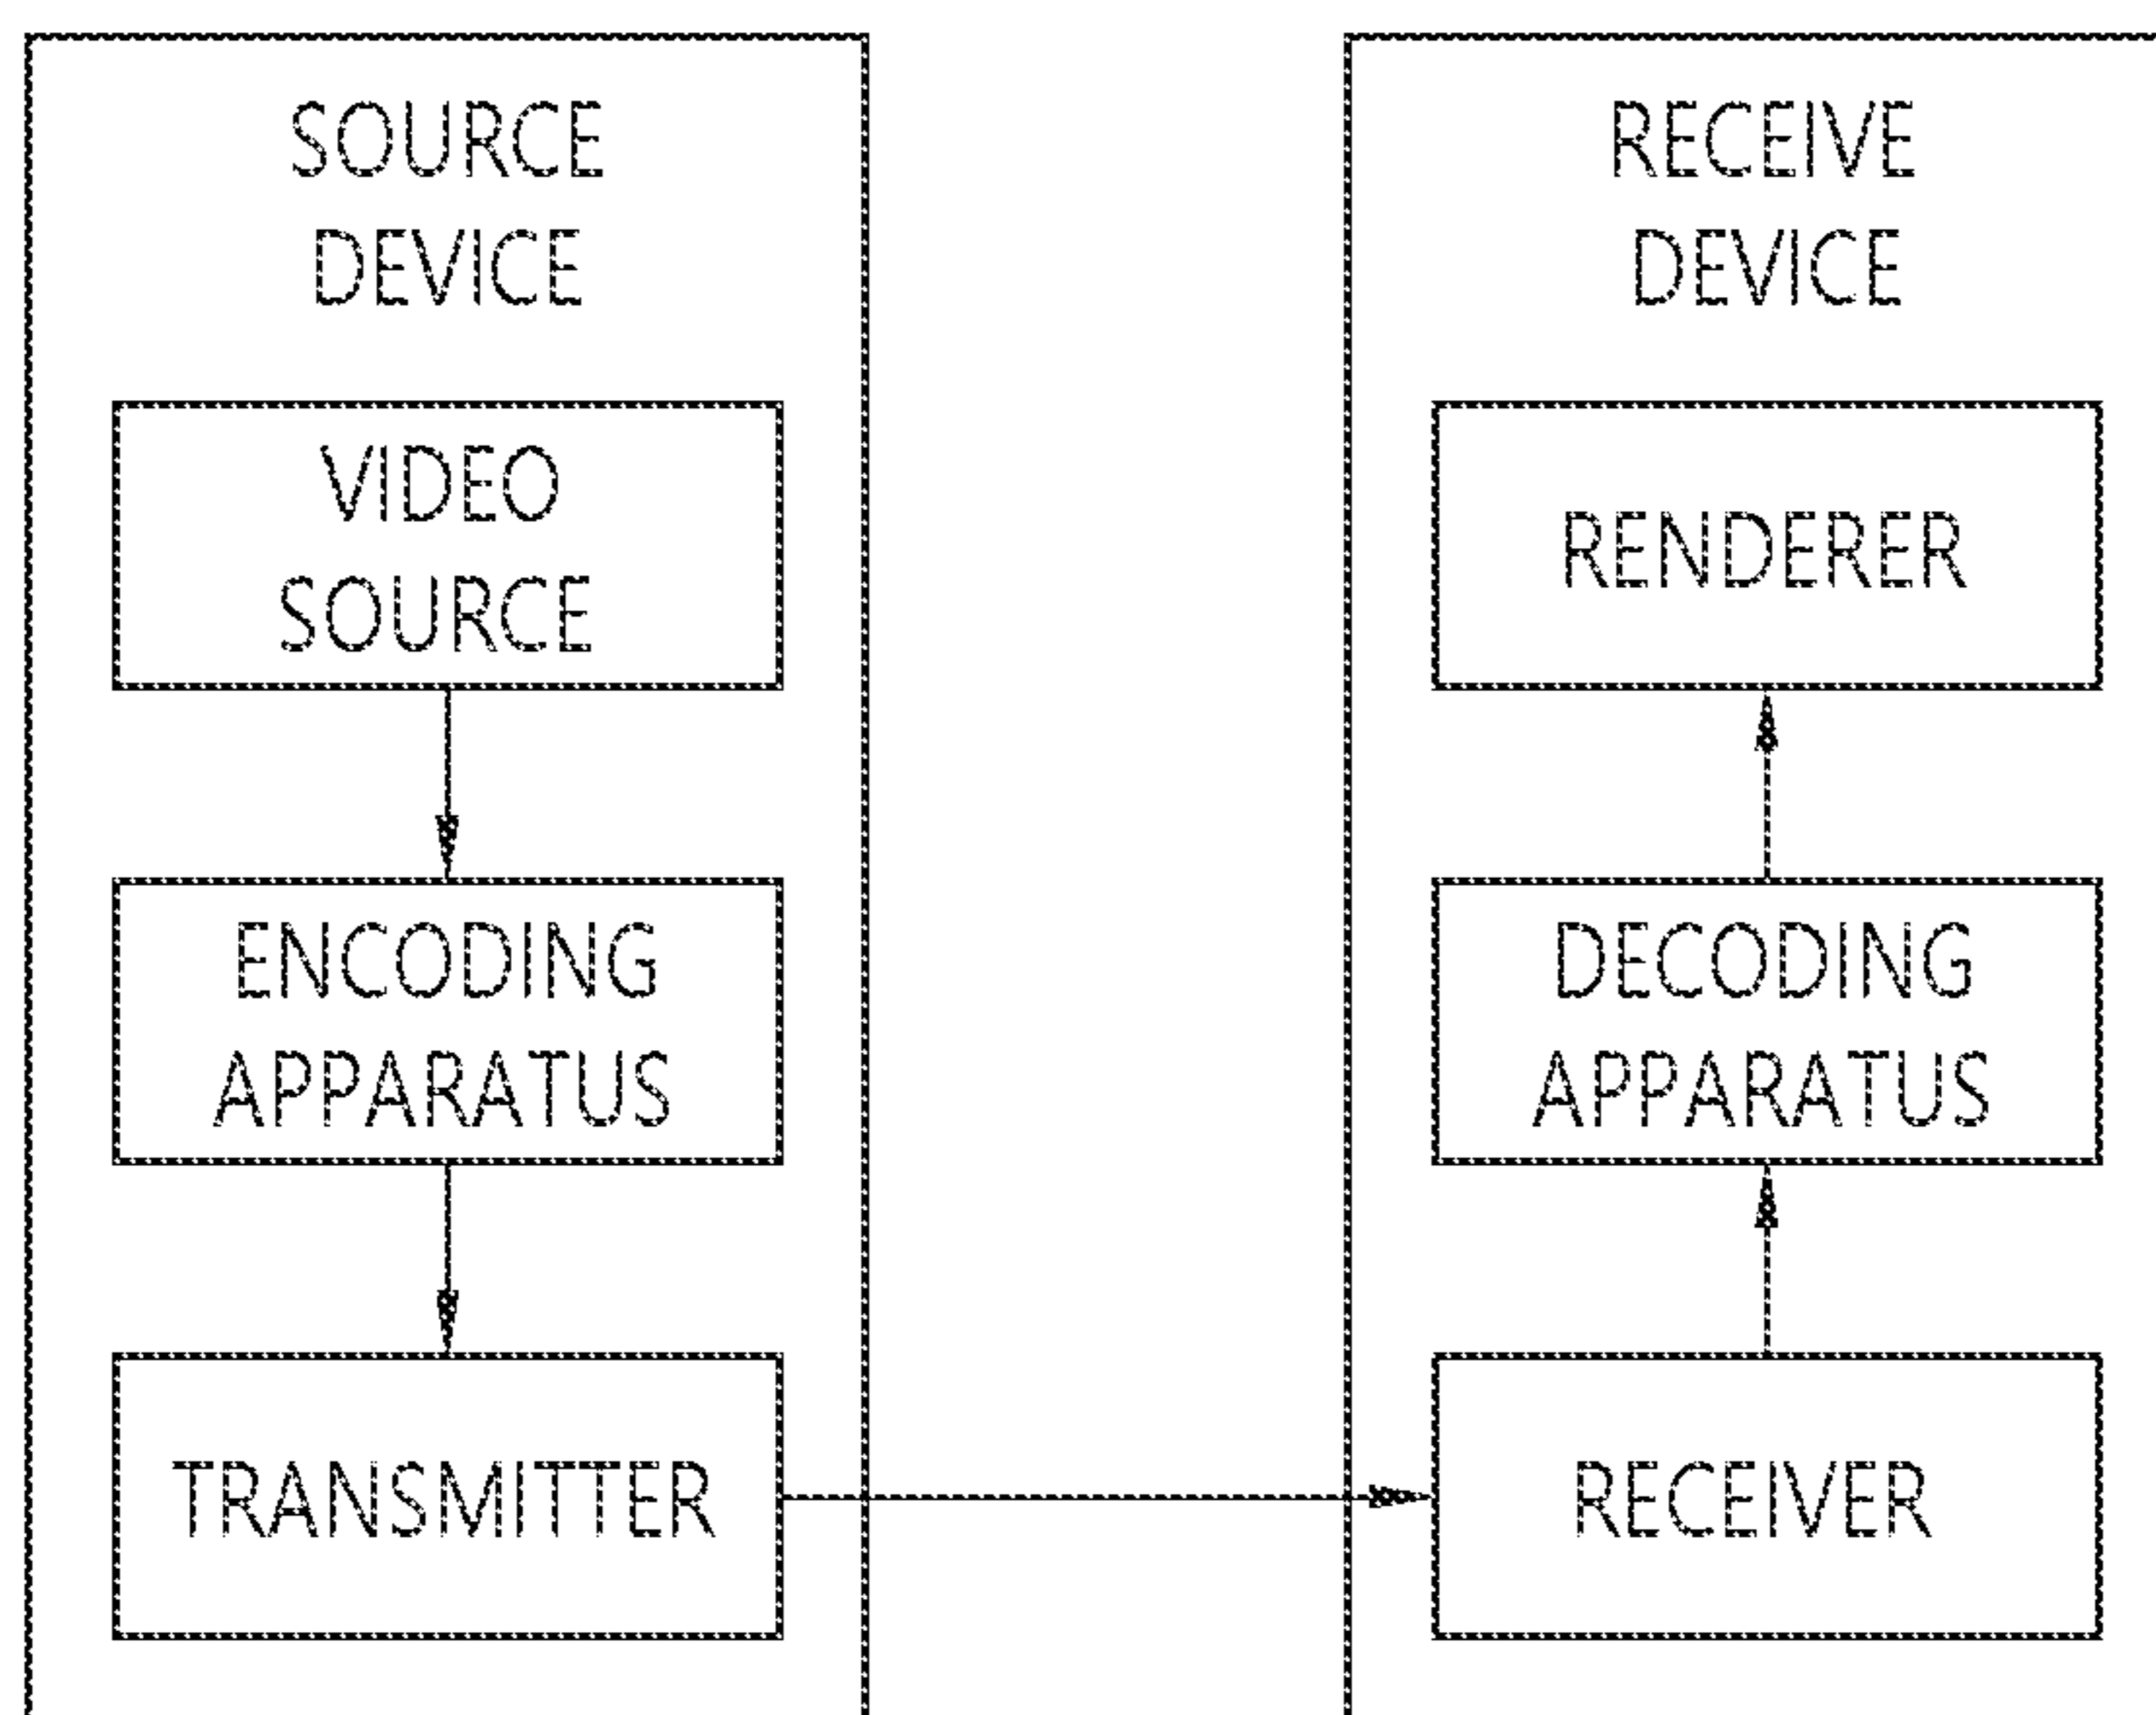 SOURCE
DEVICE
VIDEO
SOURCE
ENCODING
APPARATUS
TRANSMITTER
RECEIVE
DEVICE
RENDERER
DECODING
APPARATUS
RECEIVER